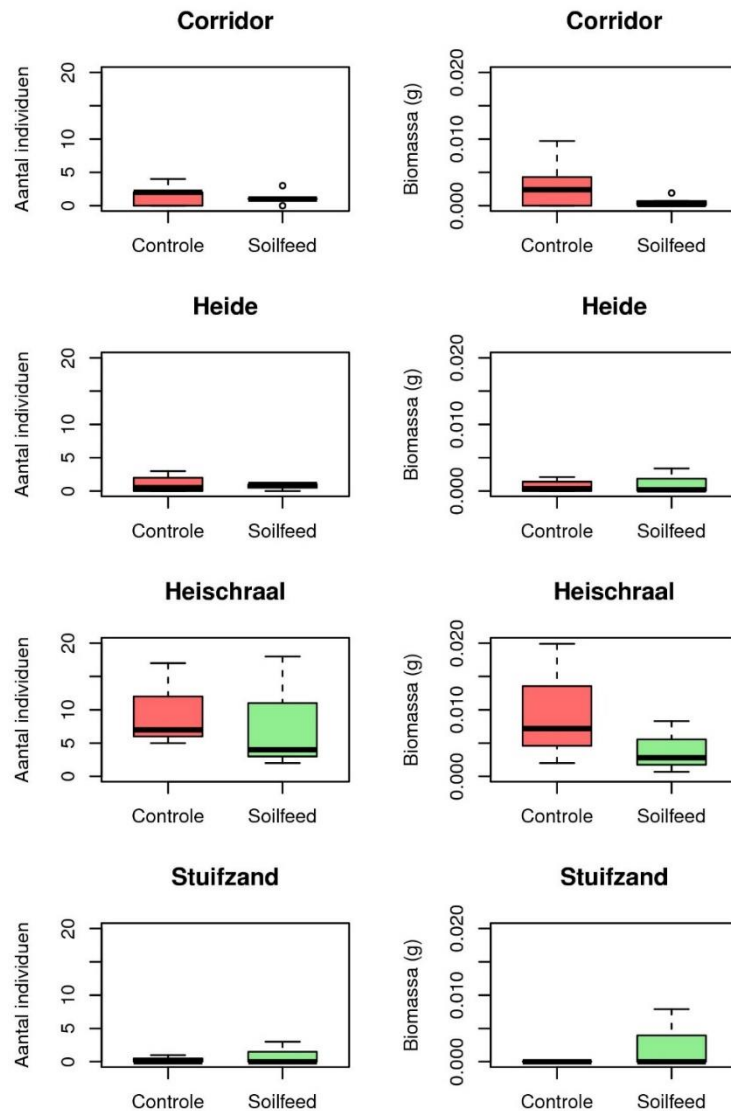 Corridor
Aantal individuen
20
10
5
0
Controle Soilfeed
Corridor
Biomassa (g)
0.020
0.010
0.000
Controle Soilfeed
Heide
Aantal individuen
20
10
5
0
Controle Soilfeed
Heide
Biomassa (g)
0.020
0.010
0.000
Controle Soilfeed
Heischraal
Aantal individuen
20
10
5
0
Controle Soilfeed
Heischraal
Biomassa (g)
0.020
0.010
0.000
Controle Soilfeed
Stuifzand
Aantal individuen
20
10
5
0
Controle Soilfeed
Stuifzand
Biomassa (g)
0.020
0.010
0.000
Controle Soilfeed